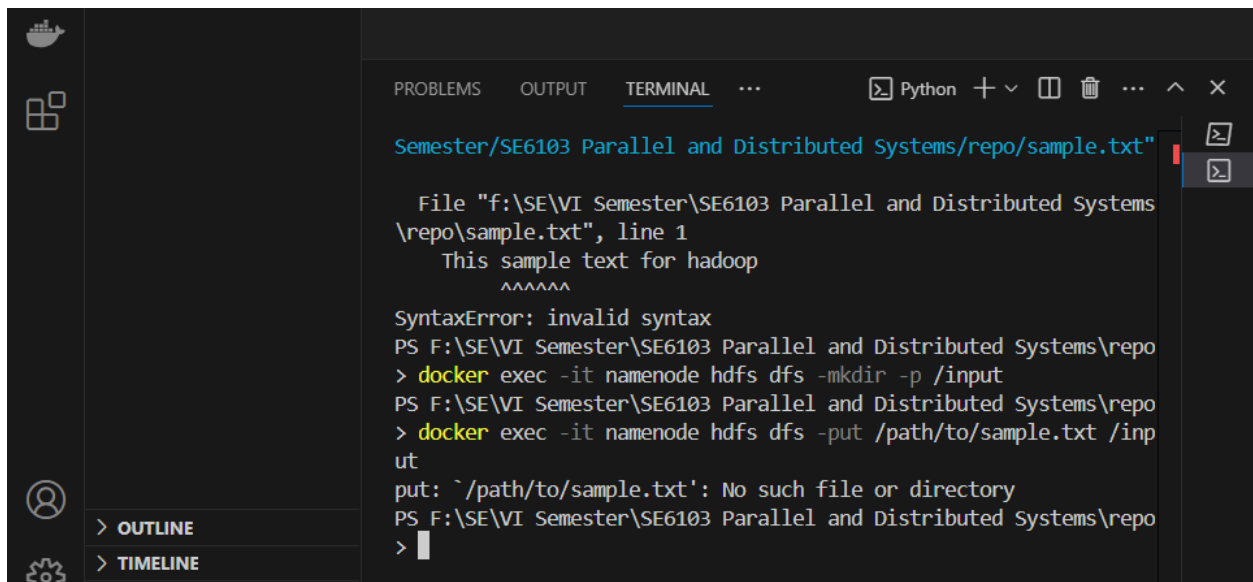 PROBLEMS OUTPUT TERMINAL ··· Python
Semester/SE6103 Parallel and Distributed Systems/repo/sample.txt"
File "f:\SE\VI Semester\SE6103 Parallel and Distributed Systems
\repo\sample.txt", line 1
This sample text for hadoop
^^^^^^
SyntaxError: invalid syntax
PS F:\SE\VI Semester\SE6103 Parallel and Distributed Systems\repo
> docker exec -it namenode hdfs dfs -mkdir -p /input
PS F:\SE\VI Semester\SE6103 Parallel and Distributed Systems\repo
> docker exec -it namenode hdfs dfs -put /path/to/sample.txt /inp
ut
put: `/path/to/sample.txt': No such file or directory
PS F:\SE\VI Semester\SE6103 Parallel and Distributed Systems\repo
>
> OUTLINE
> TIMELINE